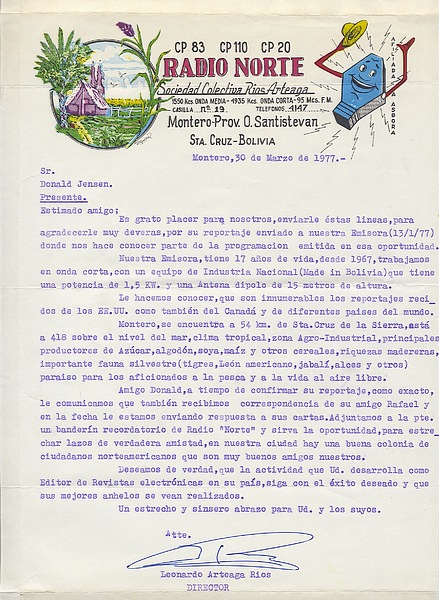 CP 83 CP 110 CP 20
RADIO NORTE
Sociedad Colectiva Rios Arteaga
1550 Kcs. ONDA MEDIA - 4935 Kcs. ONDA CORTA - 95 Mcs. F.M.
CASILLA Nº 19 TELEFONOS 4147
Montero-Prov. O. Santistevan
STA. CRUZ-BOLIVIA
AFILIADA A ASBORA
Montero, 30 de Marzo de 1977.-
Sr.
Donald Jensen.
Presente.
Estimado amigo;
Es grato placer para nosotros,enviarle éstas lineas,para
agradecerle muy deveras,por su reportaje enviado a nuestra Emisora(13/1/77)
donde nos hace conocer parte de la programacion emitida en esa oportunidad.
Nuestra Emisora,tiene 17 años de vida,desde 1967,trabajamos
en onda corta,con un equipo de Industria Nacional(Made in Bolivia)que tiene
una potencia de 1,5 KW. y una Antena dipolo de 15 metros de altura.
Le hacemos conocer,que son innumerables los reportajes reci_
dos de los EE.UU. como también del Canadá y de diferentes paises del mundo.
Montero,se encuentra a 54 km. de Sta.Cruz de la Sierra,está
a 418 sobre el nivel del mar,clima tropical,zona Agro-Industrial,principales
productores de Azúcar,algodón,soya,maíz y otros cereales,riquezas madereras,
importante fauna silvestre(tigres,León americano,jabalí,alces y otros)
paraiso para los aficionados a la pesca y a la vida al aire libre.
Amigo Donald,a tiempo de confirmar su reportaje,como exacto,
le comunicamos que también recibimos correspondencia de su amigo Rafael y
en la fecha le estamos enviando respuesta a sus cartas.Adjuntamos a la pte.
un banderín recordatorio de Radio "Norte" y sirva la oportunidad,para estre_
char lazos de verdadera amistad,en nuestra ciudad hay una buena colonia de
ciudadanos norteamericanos que son muy buenos amigos nuestros.
Deseamos de verdad,que la actividad que Ud. desarrolla como
Editor de Revistas electrónicas en su país,siga con el éxito deseado y que
sus mejores anhelos se vean realizados.
Un estrecho y sinsero abrazo para Ud. y los suyos.
Atte.
Leonardo Arteaga Rios
DIRECTOR